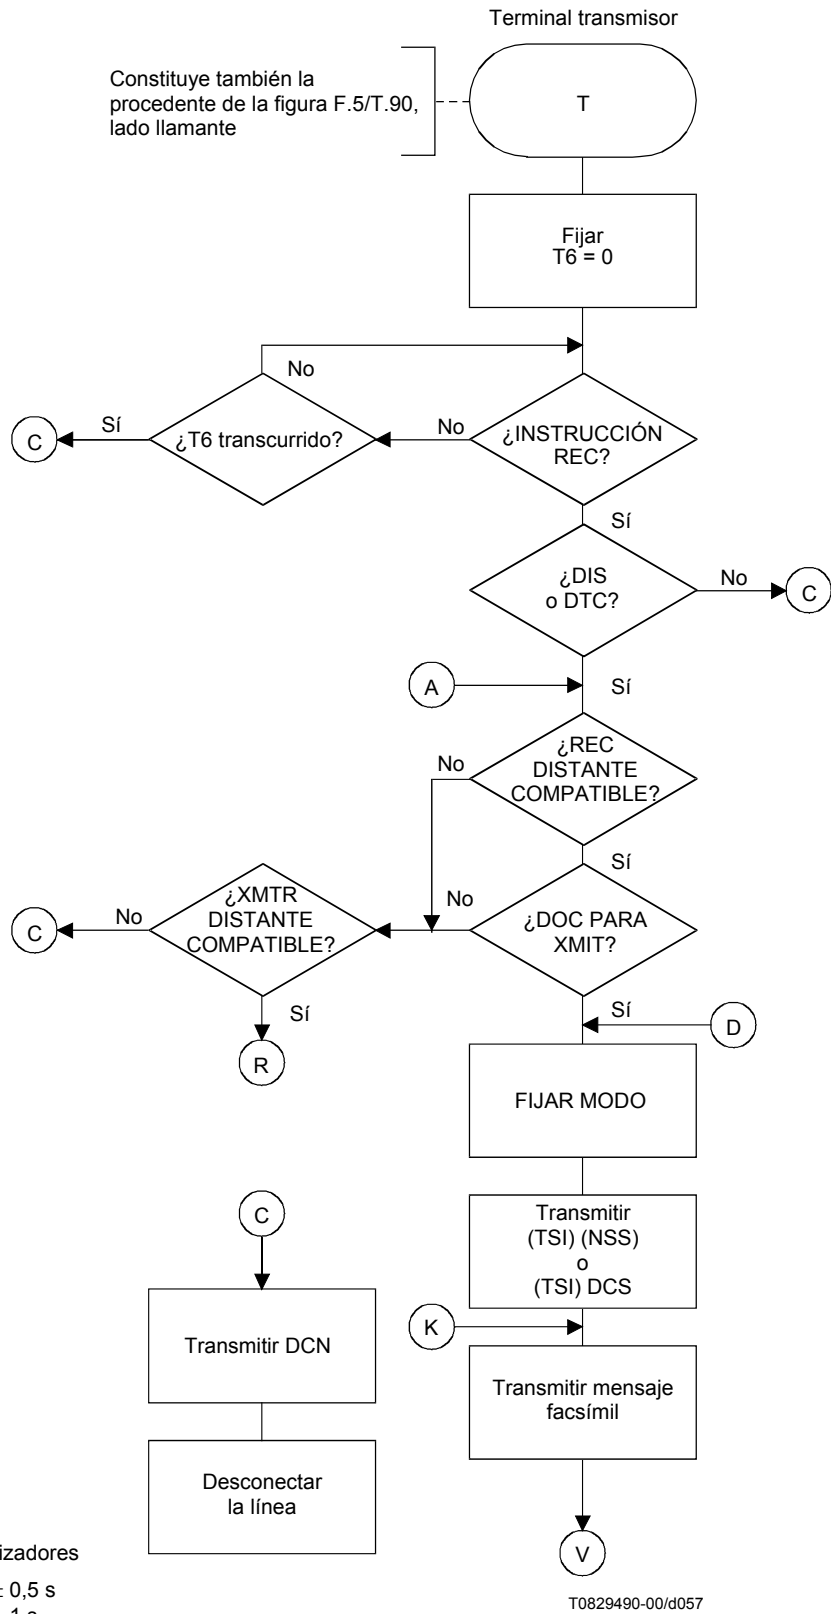 Terminal transmisor
Constituye también la
procedente de la figura F.5/T.90,
lado llamante
T
Fijar
T6 = 0
No
C
Sí
¿T6 transcurrido?
No
¿INSTRUCCIÓN
REC?
Sí
¿DIS
o DTC?
No
C
A
Sí
¿REC
DISTANTE
COMPATIBLE?
No
Sí
C
No
¿XMTR
DISTANTE
COMPATIBLE?
No
¿DOC PARA
XMIT?
Sí
R
Sí
D
FIJAR MODO
C
Transmitir
(TSI) (NSS)
o
(TSI) DCS
Transmitir DCN
K
Transmitir mensaje
facsímil
Desconectar
la línea
V
0,5 s
T0829490-00/d057